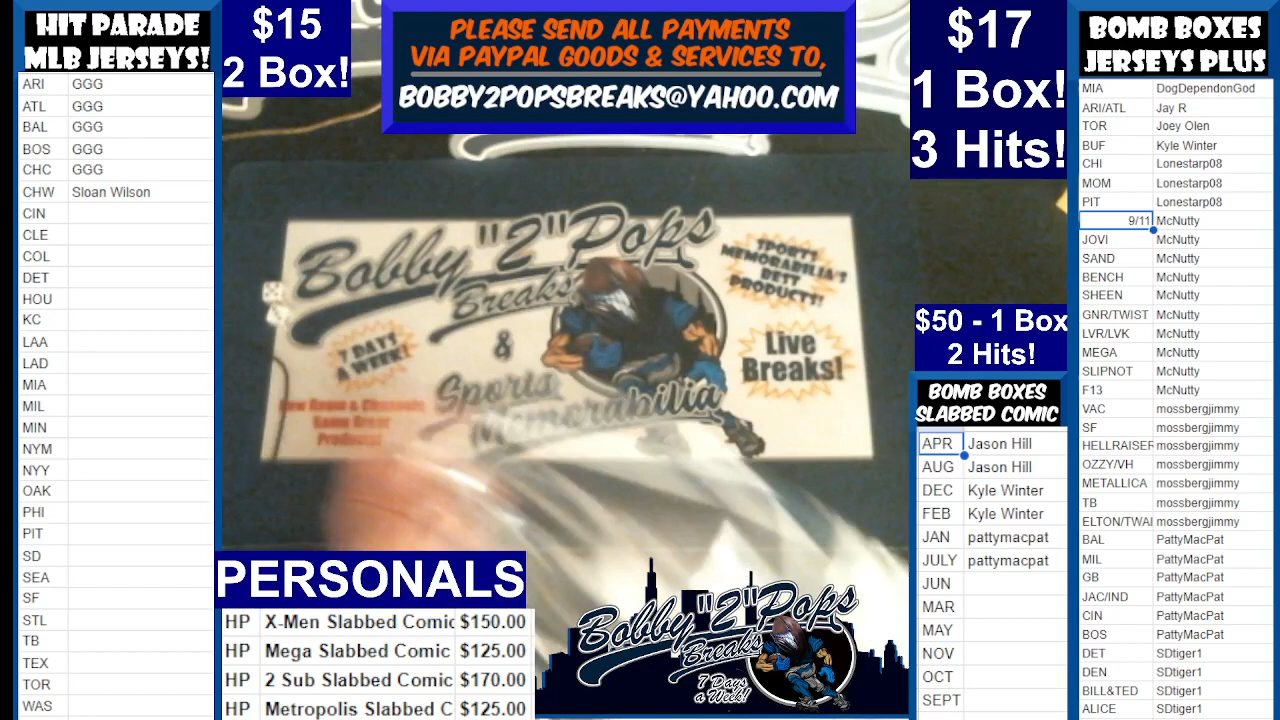 HIT PARADE
MLB JERSEYS!
ARI GGG
ATL GGG
BAL GGG
BOS GGG
CHC GGG
CHW Sloan Wilson
CIN
CLE
COL
DET
HOU
KC
LAA
LAD
MIA
MIL
MIN
NYM
NYY
OAK
PHI
PIT
SD
SEA
SF
STL
TB
TEX
TOR
WAS
$15
2 Box!
PLEASE SEND ALL PAYMENTS
VIA PAYPAL GOODS & SERVICES TO,
BOBBY2POPSBREAKS@YAHOO.COM
Bobby "2" Pops
Breaks
&
Sports
Memorabilia
7 DAYS
A WEEK!
SPORTS
MEMORABILIA'S
BEST
PRODUCTS!
Live
Breaks!
Same Great
Products!
PERSONALS
HP X-Men Slabbed Comic $150.00
HP Mega Slabbed Comic $125.00
HP 2 Sub Slabbed Comic $170.00
HP Metropolis Slabbed C $125.00
Bobby "2" Pops
Breaks
7 Days
a Week!
$17
1 Box!
3 Hits!
$50 - 1 Box
2 Hits!
BOMB BOXES
SLABBED COMIC
APR Jason Hill
AUG Jason Hill
DEC Kyle Winter
FEB Kyle Winter
JAN pattymacpat
JULY pattymacpat
JUN
MAR
MAY
NOV
OCT
SEPT
BOMB BOXES
JERSEYS PLUS
MIA DogDependonGod
ARI/ATL Jay R
TOR Joey Olen
BUF Kyle Winter
CHI Lonestarp08
MOM Lonestarp08
PIT Lonestarp08
9/11 McNutty
JOVI McNutty
SAND McNutty
BENCH McNutty
SHEEN McNutty
GNR/TWIST McNutty
LVR/LVK McNutty
MEGA McNutty
SLIPNOT McNutty
F13 McNutty
VAC mossbergjimmy
SF mossbergjimmy
HELLRAISER mossbergjimmy
OZZY/VH mossbergjimmy
METALLICA mossbergjimmy
TB mossbergjimmy
ELTON/TWAI mossbergjimmy
BAL PattyMacPat
MIL PattyMacPat
GB PattyMacPat
JAC/IND PattyMacPat
CIN PattyMacPat
BOS PattyMacPat
DET SDtiger1
DEN SDtiger1
BILL&TED SDtiger1
ALICE SDtiger1